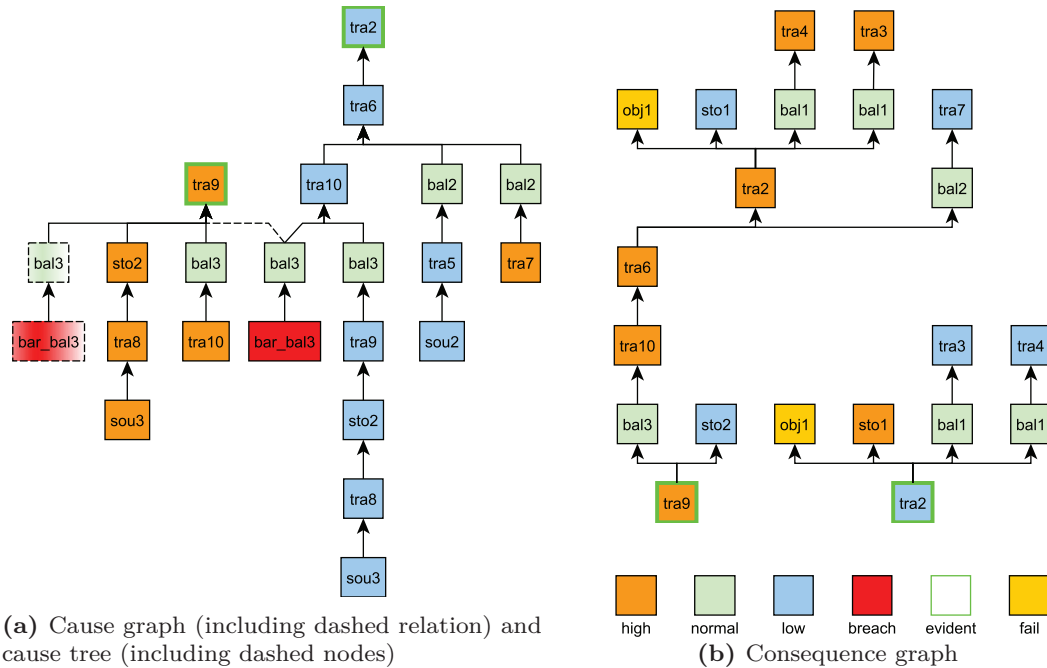 tra2
tra6
tra9
tra10
bal2
bal2
bal3
sto2
bal3
bal3
bal3
tra5
tra7
bar_bal3
tra8
tra10
bar_bal3
tra9
sou2
sou3
sto2
tra8
sou3
(a) Cause graph (including dashed relation) and
cause tree (including dashed nodes)
tra4
tra3
obj1
sto1
bal1
bal1
tra7
tra2
bal2
tra6
tra10
tra3
tra4
bal3
sto2
obj1
sto1
bal1
bal1
tra9
tra2
high
normal
low
breach
evident
fail
(b) Consequence graph